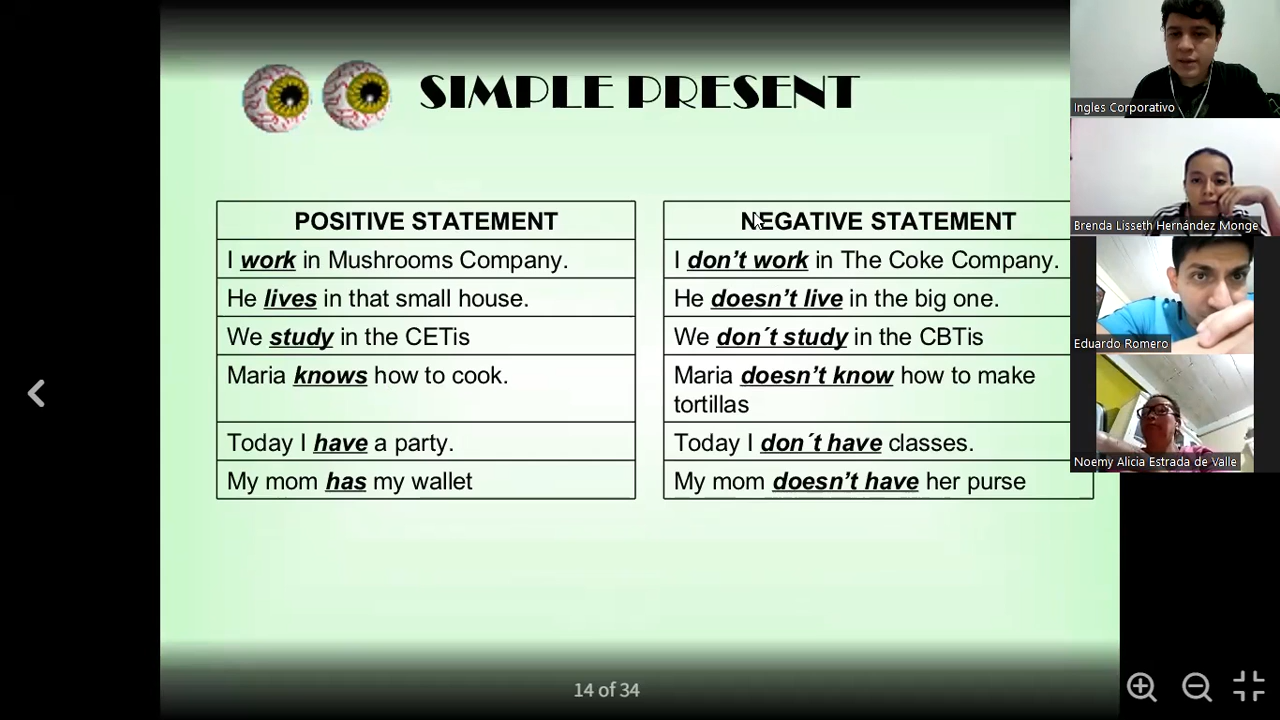 SIMPLE PRESENT
POSITIVE STATEMENT
I work in Mushrooms Company.
He lives in that small house.
We study in the CETis
Maria knows how to cook.
Today I have a party.
My mom has my wallet
NEGATIVE STATEMENT
I don’t work in The Coke Company.
He doesn’t live in the big one.
We don´t study in the CBTis
Maria doesn’t know how to make
tortillas
Today I don´t have classes.
My mom doesn’t have her purse
14 of 34
Ingles Corporativo
Brenda Lisseth Hernández Monge
Eduardo Romero
Noemy Alicia Estrada de Valle